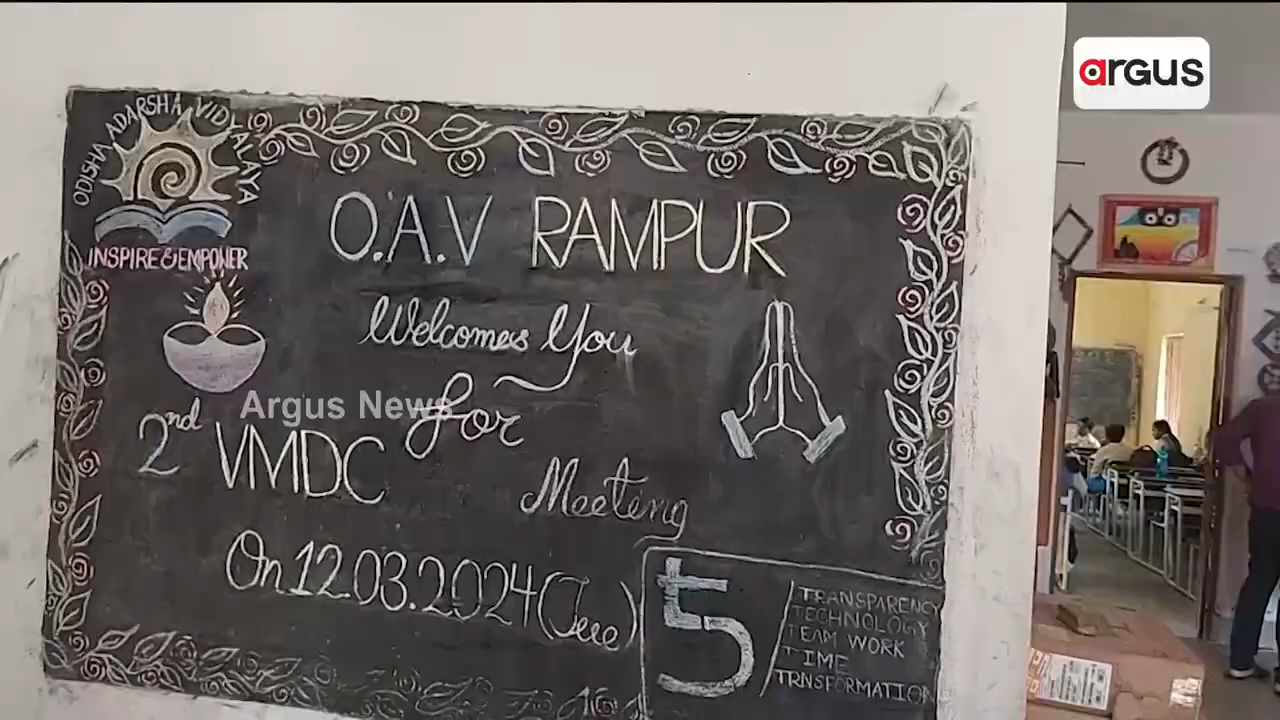 argus
ODISHA ADARSHA VIDYALAYA
INSPIRE & EMPOWER
O.A.V RAMPUR
Welcomes You
for
Argus News
2nd VMDC Meeting
On 12.03.2024 (Tue)
5
TRANSPARENCY
TECHNOLOGY
TEAM WORK
TIME
TRNSFORMATION